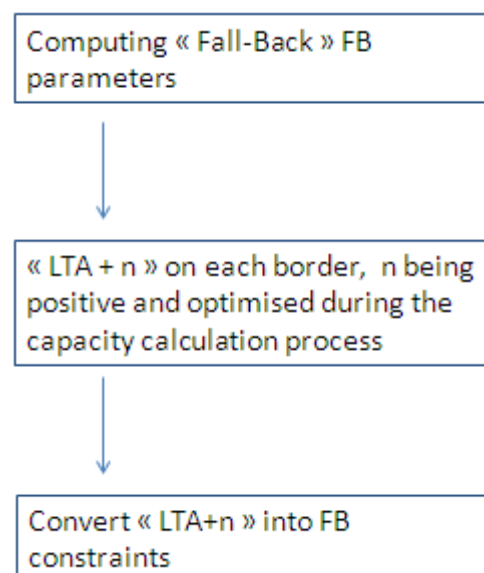 Computing « Fall-Back » FB
parameters
« LTA + n » on each border, n being
positive and optimised during the
capacity calculation process
Convert « LTA+n » into FB
constraints